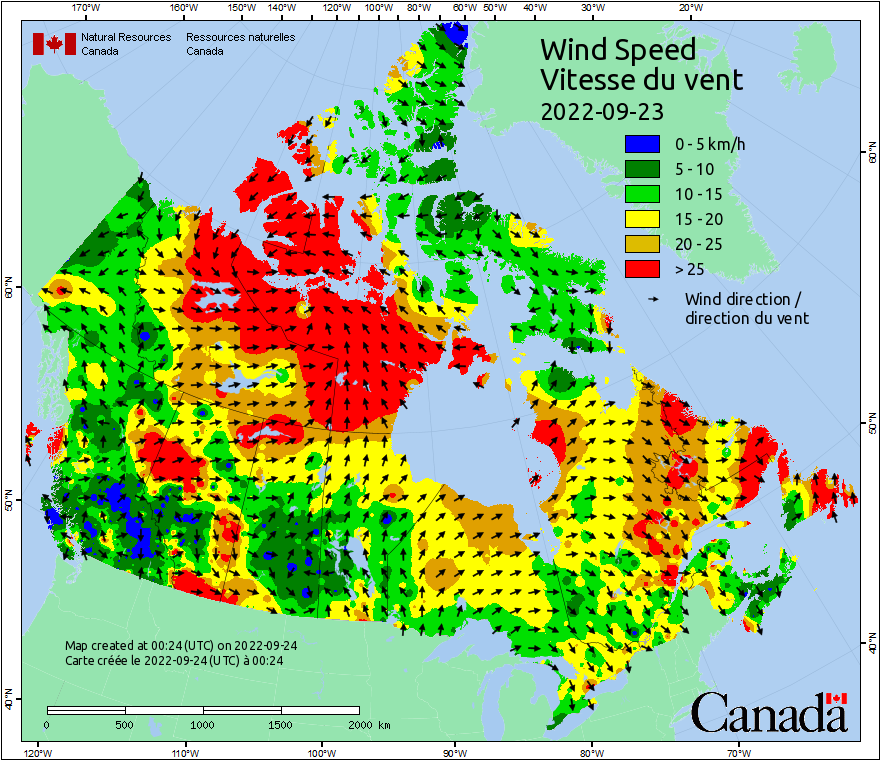 170°W 160°W 150°W 140°W 130°W 120°W 110°W 100°W 90°W 80°W 70°W 60°W 50°W 40°W 30°W 20°W
Natural Resources Ressources naturelles
Canada Canada
Wind Speed
Vitesse du vent
2022-09-23
0 - 5 km/h
5 - 10
10 - 15
15 - 20
20 - 25
> 25
Wind direction /
direction du vent
60°N 60°N
50°N 50°N
40°N 40°N
Map created at 00:24 (UTC) on 2022-09-24
Carte créée le 2022-09-24 (UTC) à 00:24
0 500 1000 1500 2000 km
Canada
120°W 110°W 100°W 90°W 80°W 70°W